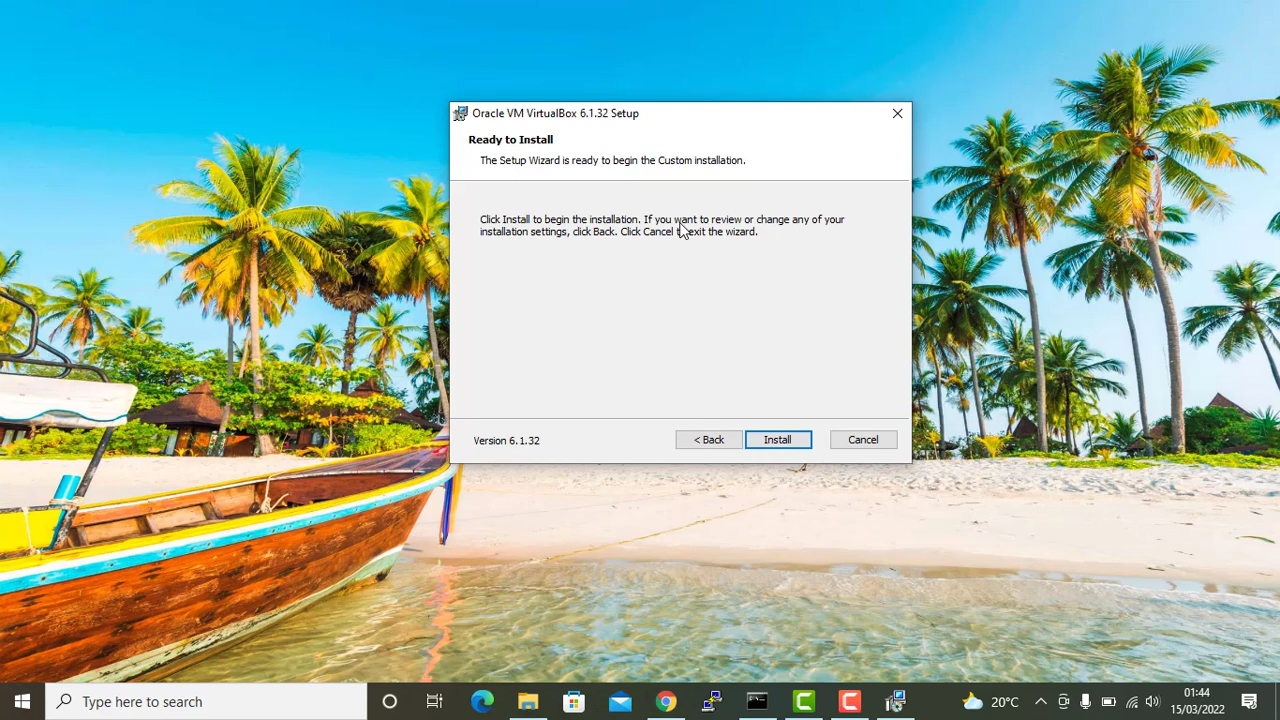 Oracle VM VirtualBox 6.1.32 Setup
Ready to Install
The Setup Wizard is ready to begin the Custom installation.
Click Install to begin the installation. If you want to review or change any of your
installation settings, click Back. Click Cancel to exit the wizard.
Version 6.1.32
< Back
Install
Cancel
Type here to search
20°C
01:44
15/03/2022